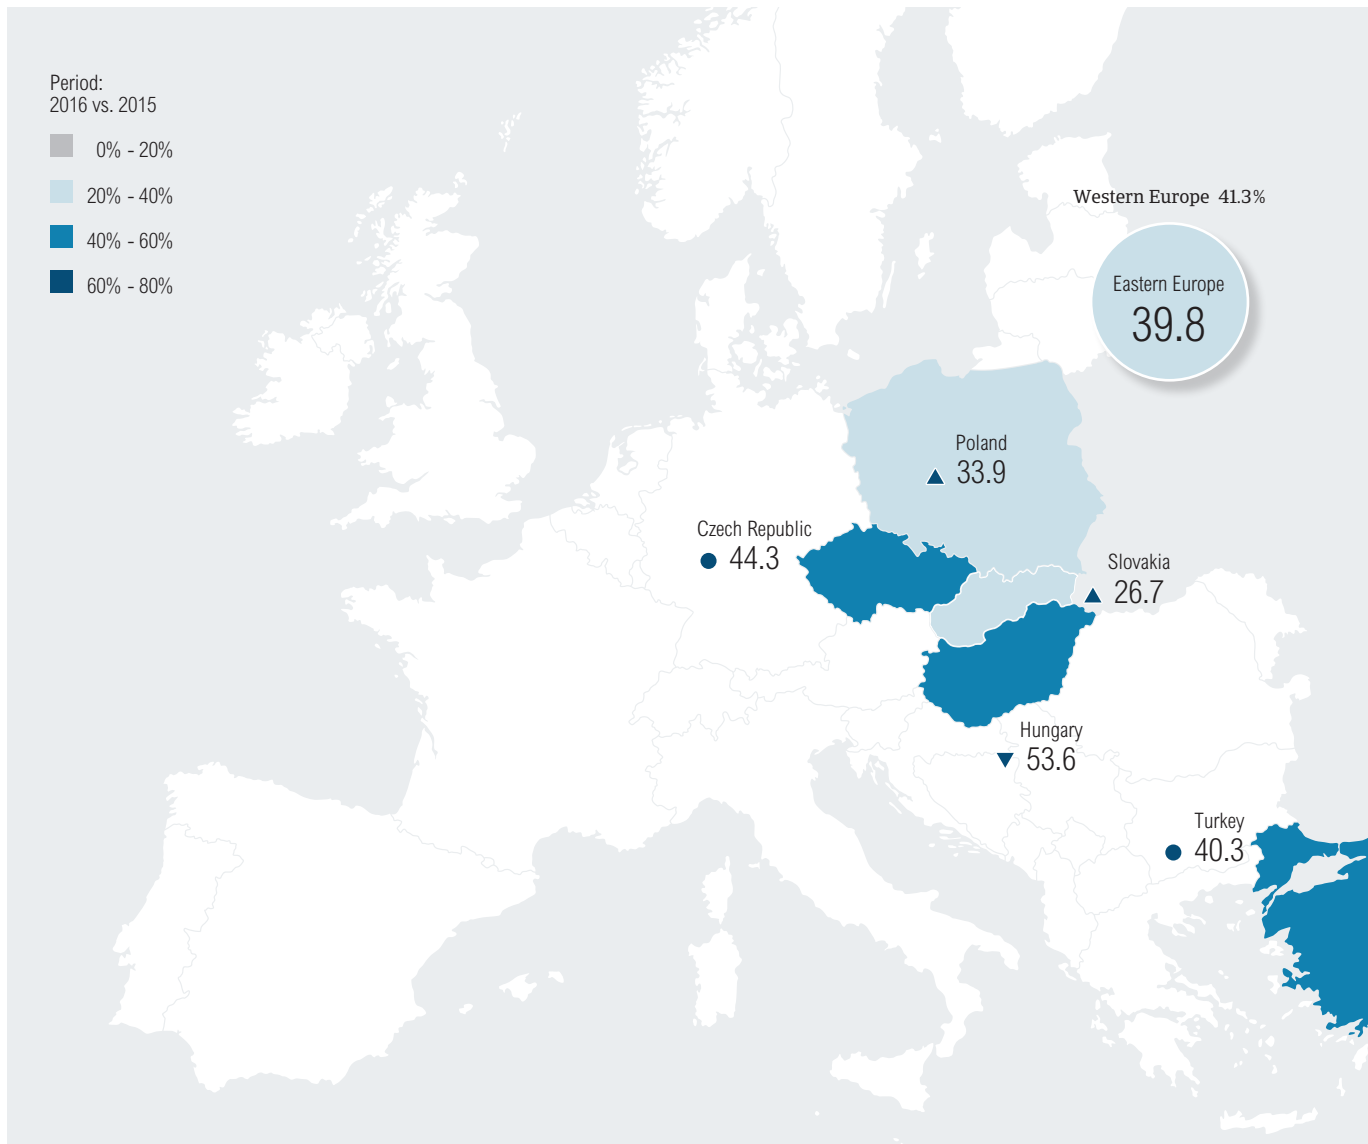 Period:
2016 vs. 2015
0% - 20%
20% - 40%
40% - 60%
60% - 80%
Western Europe 41.3%
Eastern Europe
39.8
Poland
33.9
Czech Republic
44.3
Slovakia
26.7
Hungary
53.6
Turkey
40.3